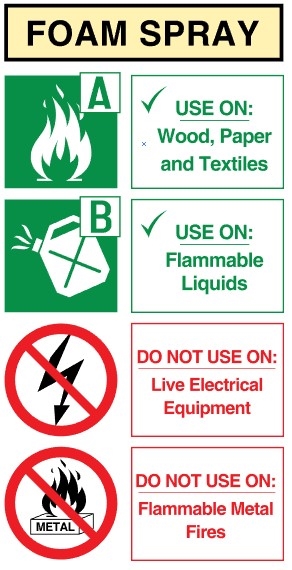 FOAM SPRAY
A
USE ON:
Wood, Paper
and Textiles
B
USE ON:
Flammable
Liquids
DO NOT USE ON:
Live Electrical
Equipment
METAL
DO NOT USE ON:
Flammable Metal
Fires